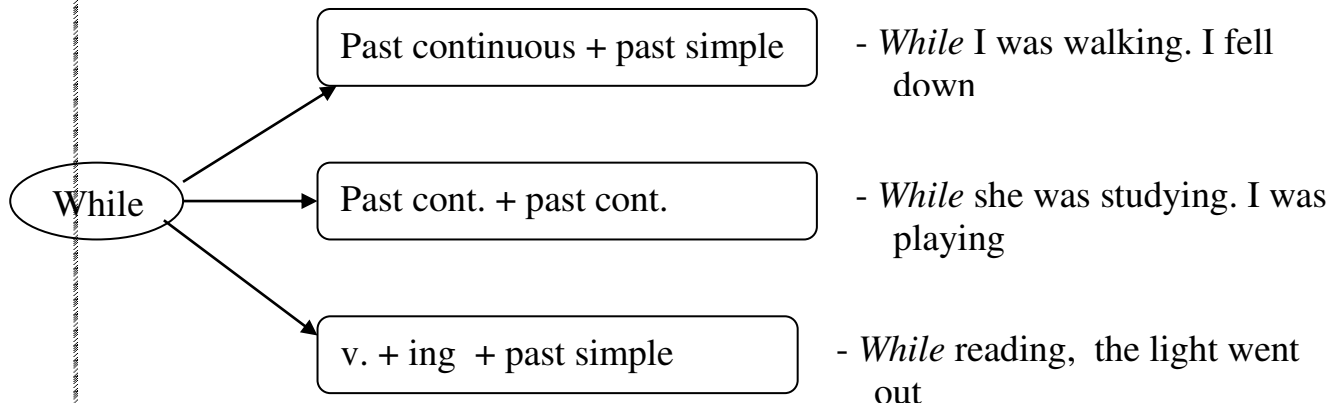 Past continuous + past simple
- While I was walking. I fell
down
While
Past cont. + past cont.
- While she was studying. I was
playing
v. + ing + past simple
- While reading, the light went
out